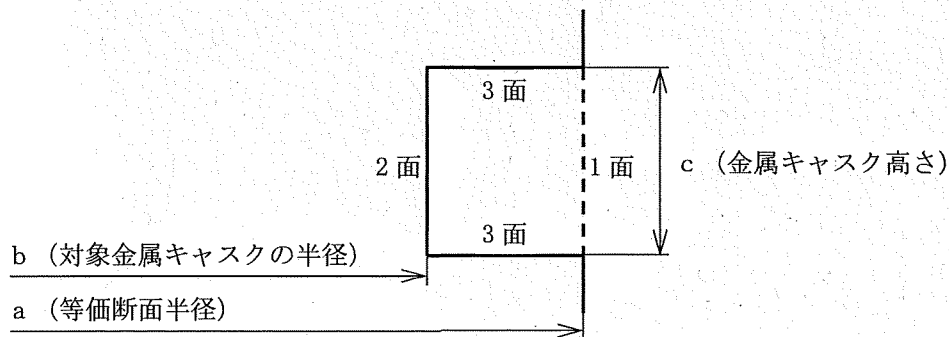 3 面
2 面
1 面
c (金属キャスク高さ)
3 面
b (対象金属キャスクの半径)
a (等価断面半径)